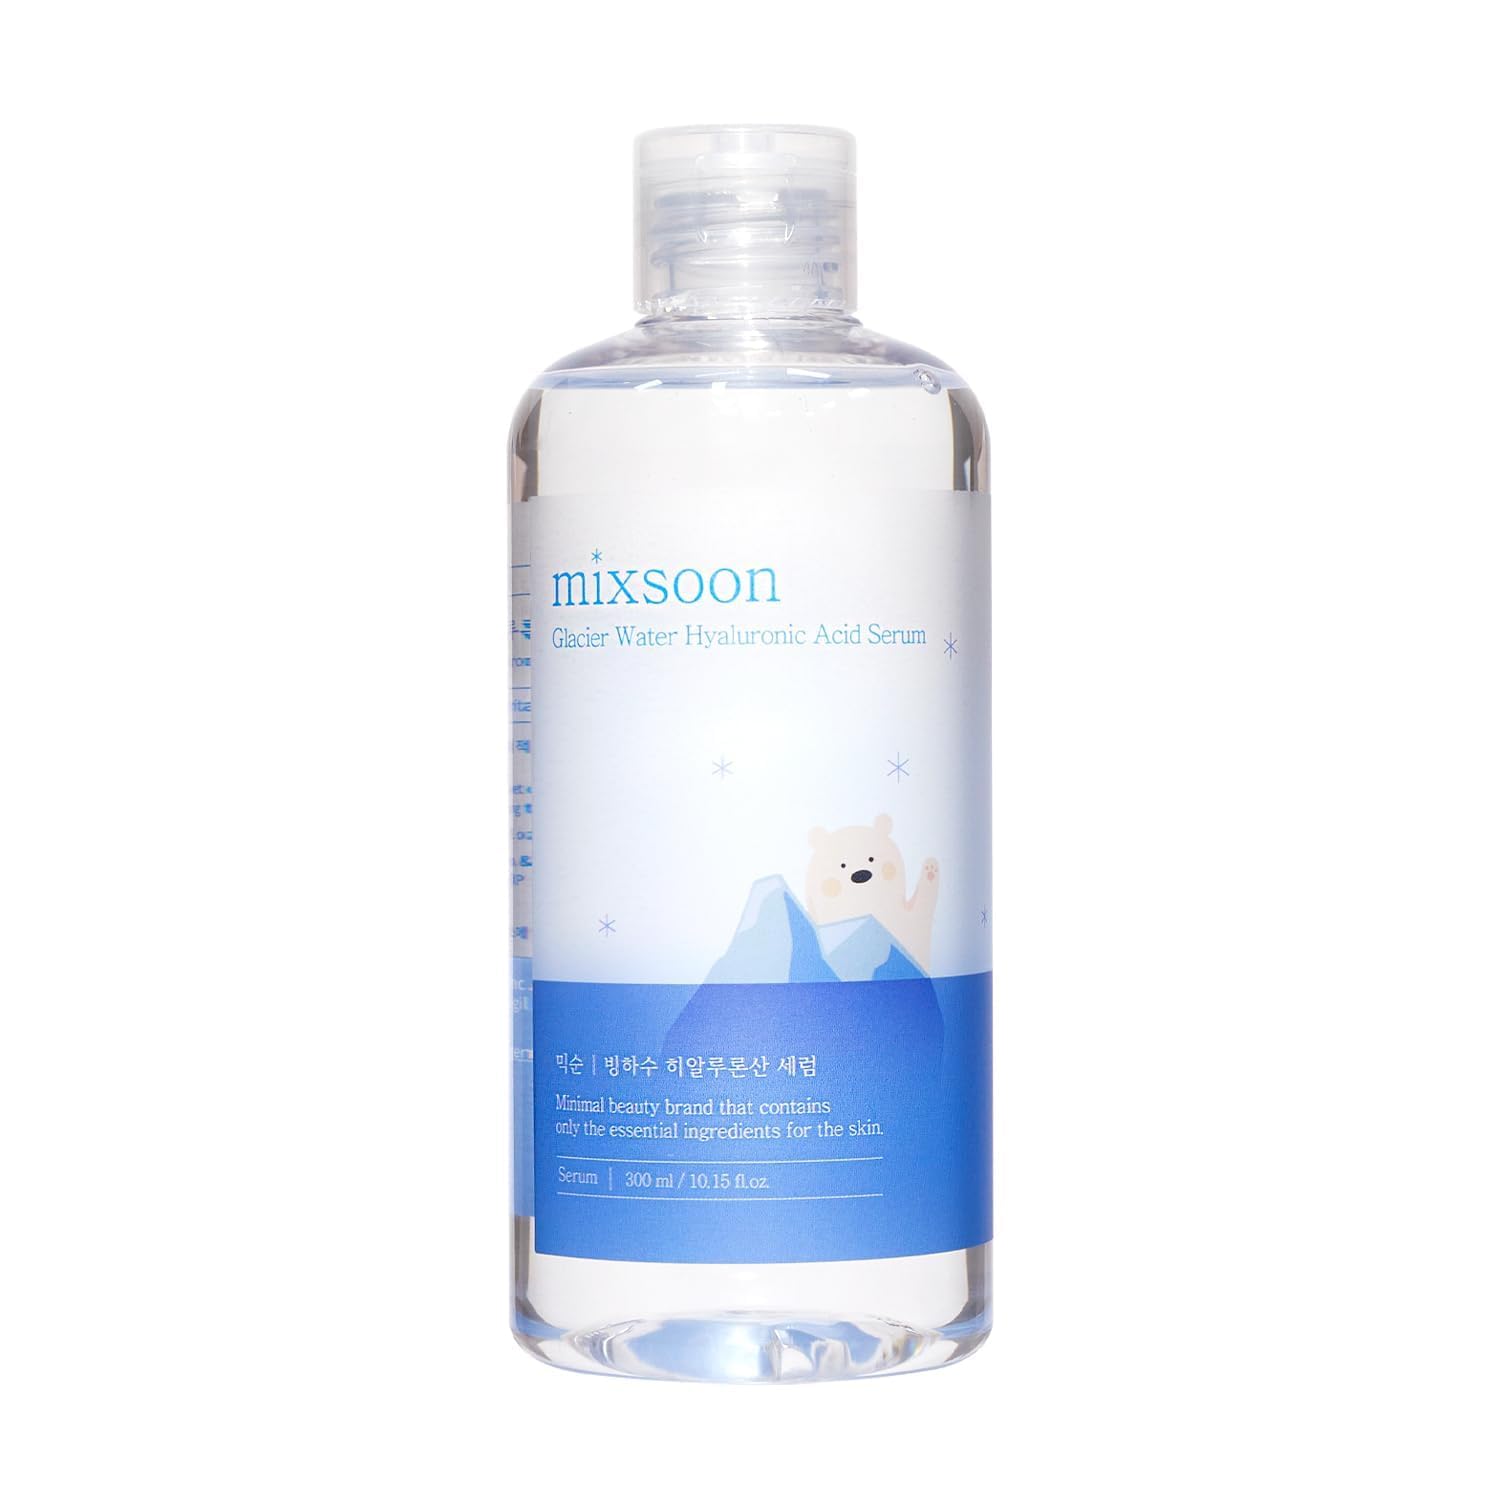 mixsoon
Glacier Water Hyaluronic Acid Serum
믹순 | 빙하수 히알루론산 세럼
Minimal beauty brand that contains
only the essential ingredients for the skin.
Serum | 300 ml / 10.15 fl.oz.